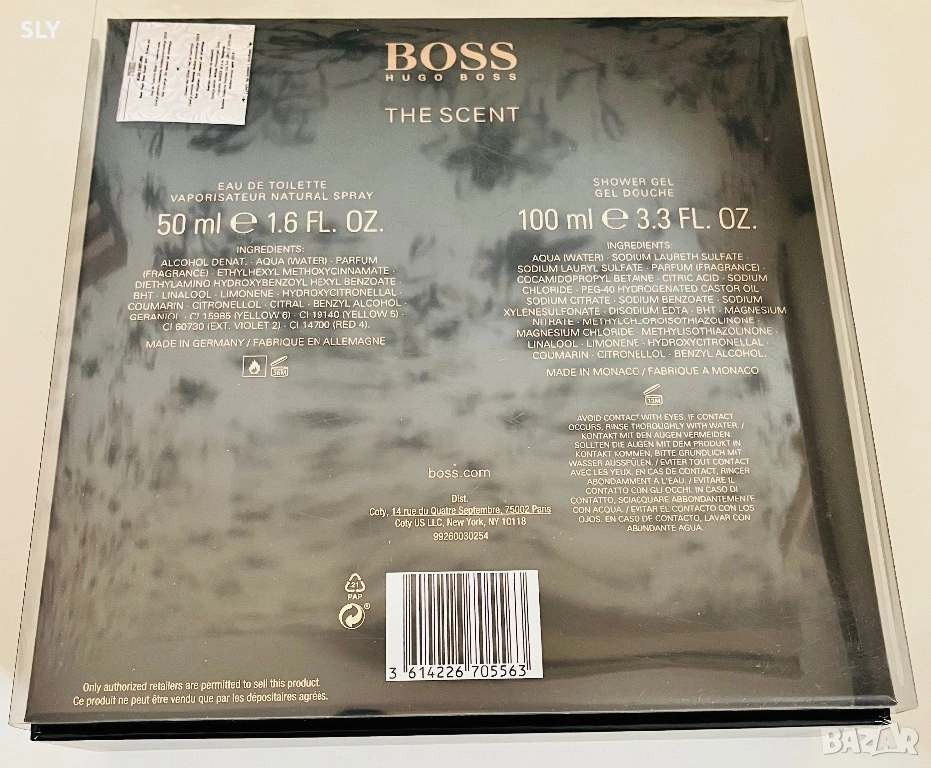 SLY
BOSS
HUGO BOSS
THE SCENT
EAU DE TOILETTE
VAPORISATEUR NATURAL SPRAY
50 ml ℮ 1.6 FL. OZ.
INGREDIENTS:
ALCOHOL DENAT. · AQUA (WATER) · PARFUM
(FRAGRANCE) · ETHYLHEXYL METHOXYCINNAMATE ·
DIETHYLAMINO HYDROXYBENZOYL HEXYL BENZOATE
BHT · LINALOOL · LIMONENE · HYDROXYCITRONELLAL ·
COUMARIN · CITRONELLOL · CITRAL · BENZYL ALCOHOL ·
GERANIOL · CI 15985 (YELLOW 6) · CI 19140 (YELLOW 5) ·
CI 60730 (EXT. VIOLET 2) · CI 14700 (RED 4).
MADE IN GERMANY / FABRIQUE EN ALLEMAGNE
36M
SHOWER GEL
GEL DOUCHE
100 ml ℮ 3.3 FL. OZ.
INGREDIENTS:
AQUA (WATER) · SODIUM LAURETH SULFATE ·
SODIUM LAURYL SULFATE · PARFUM (FRAGRANCE) ·
COCAMIDOPROPYL BETAINE · CITRIC ACID · SODIUM
CHLORIDE · PEG-40 HYDROGENATED CASTOR OIL ·
SODIUM CITRATE · SODIUM BENZOATE · SODIUM
XYLENESULFONATE · DISODIUM EDTA · BHT · MAGNESIUM
NITRATE · METHYLCHLOROISOTHIAZOLINONE ·
MAGNESIUM CHLORIDE · METHYLISOTHIAZOLINONE ·
LINALOOL · LIMONENE · HYDROXYCITRONELLAL ·
COUMARIN · CITRONELLOL · BENZYL ALCOHOL.
MADE IN MONACO / FABRIQUE A MONACO
12M
AVOID CONTACT WITH EYES. IF CONTACT
OCCURS, RINSE THOROUGHLY WITH WATER. /
KONTAKT MIT DEN AUGEN VERMEIDEN.
SOLLTEN DIE AUGEN MIT DEM PRODUKT IN
KONTAKT KOMMEN, BITTE GRÜNDLICH MIT
WASSER AUSSPÜLEN. / EVITER TOUT CONTACT
AVEC LES YEUX. EN CAS DE CONTACT, RINCER
ABONDAMMENT A L'EAU. / EVITARE IL
CONTATTO CON GLI OCCHI. IN CASO DI
CONTATTO, SCIACQUARE ABBONDANTEMENTE
CON ACQUA. / EVITAR EL CONTACTO CON LOS
OJOS. EN CASO DE CONTACTO, LAVAR CON
ABUNDANTE AGUA.
boss.com
Dist.
Coty, 14 rue du Quatre Septembre, 75002 Paris
Coty US LLC, New York, NY 10118
99260030254
21
PAP
®
3 614226 705563
Only authorized retailers are permitted to sell this product.
Ce produit ne peut être vendu que par les dépositaires agréés.
BAZAR